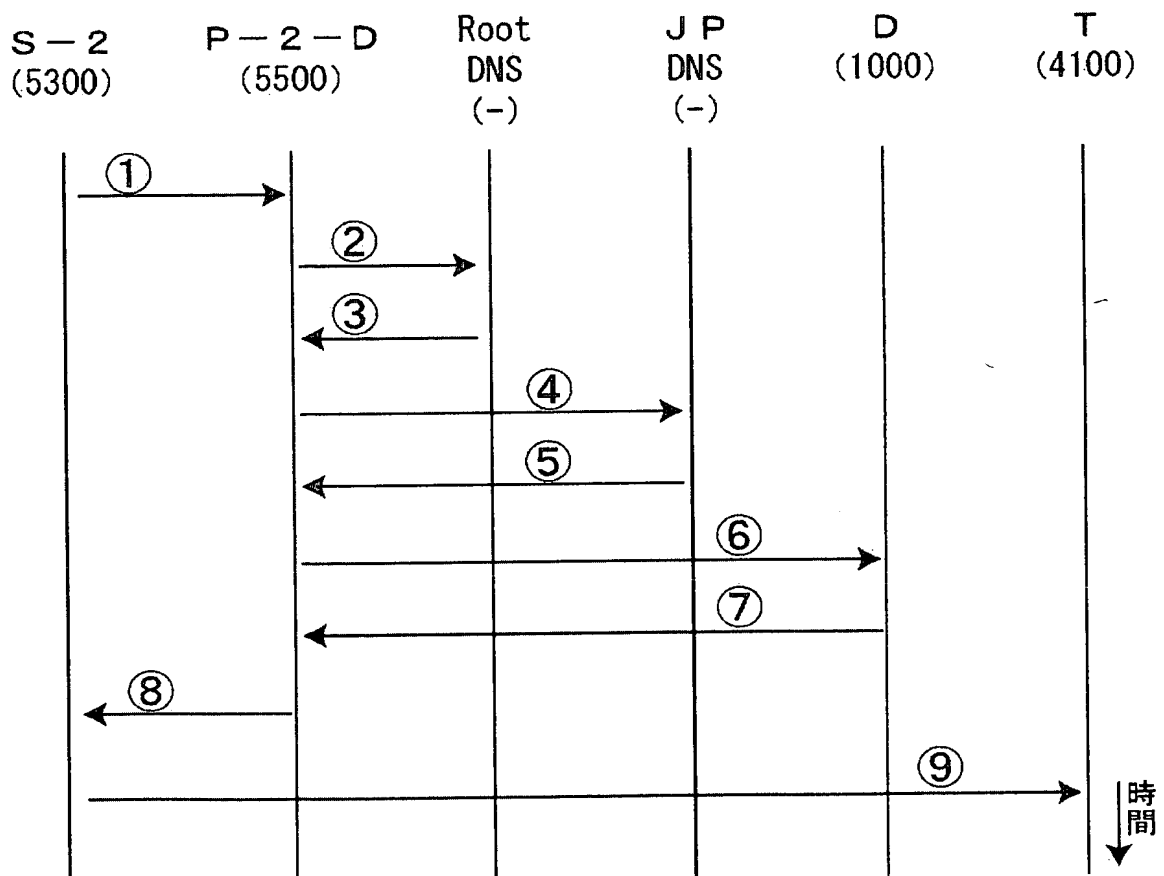 S－2
(5300)
P－2－D
(5500)
Root
DNS
(-)
JP
DNS
(-)
D
(1000)
T
(4100)
①
②
③
④
⑤
⑥
⑦
⑧
⑨
時間